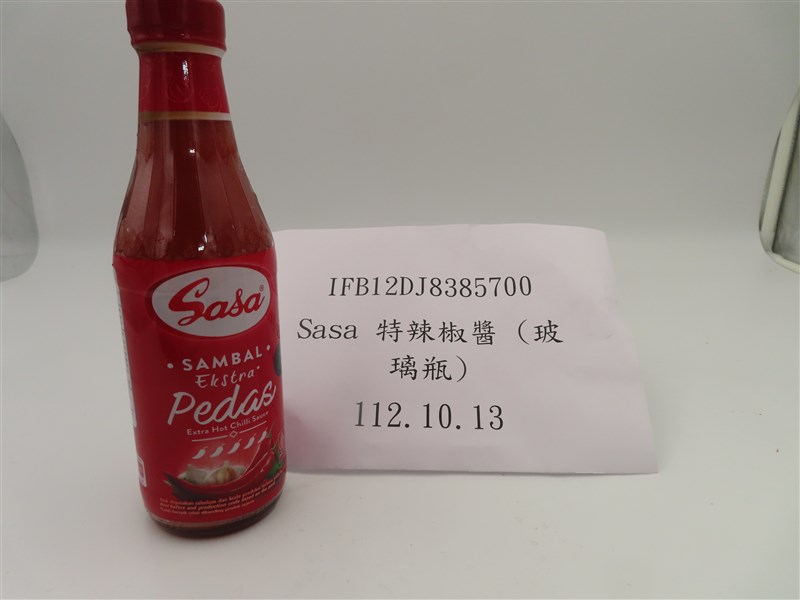 Sasa
• SAMBAL •
Ekstra
Pedas
Extra Hot Chilli Sauce
IFB12DJ8385700
Sasa 特辣椒醬 (玻
璃瓶)
112.10.13